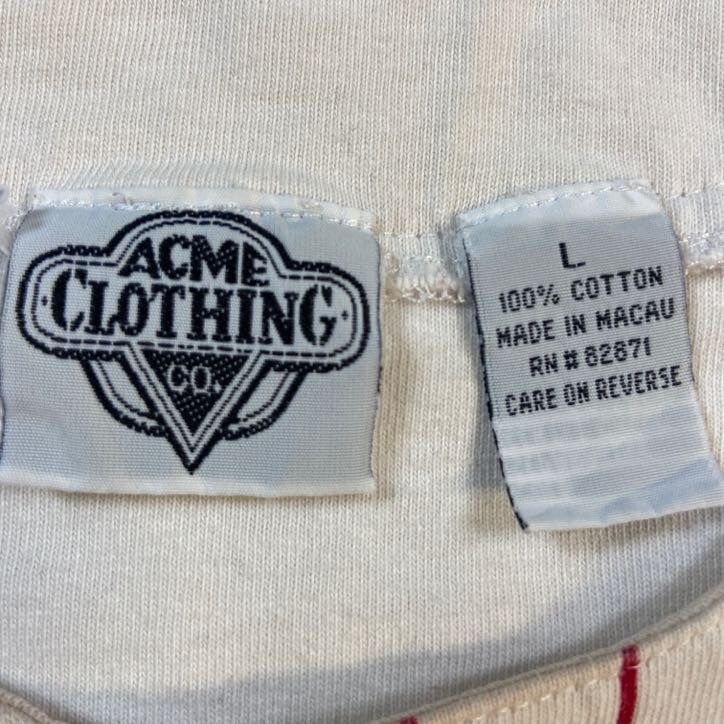 ACME
CLOTHING
CO.
L
100% COTTON
MADE IN MACAU
RN # 82871
CARE ON REVERSE